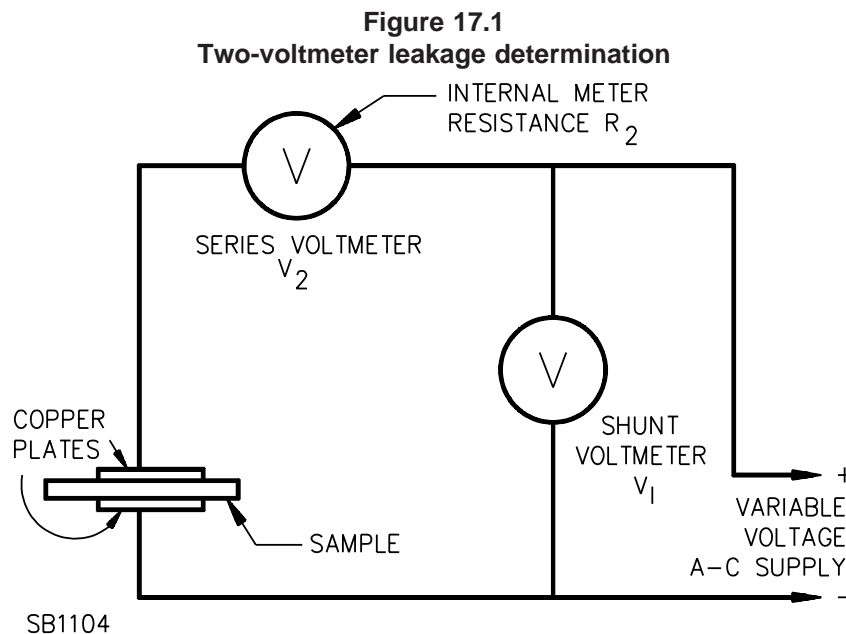 Figure 17.1
Two-voltmeter leakage determination
INTERNAL METER
RESISTANCE R2
V
SERIES VOLTMETER
V2
V
COPPER
PLATES
SHUNT
VOLTMETER
V1
+
VARIABLE
VOLTAGE
A-C SUPPLY
-
SAMPLE
SB1104